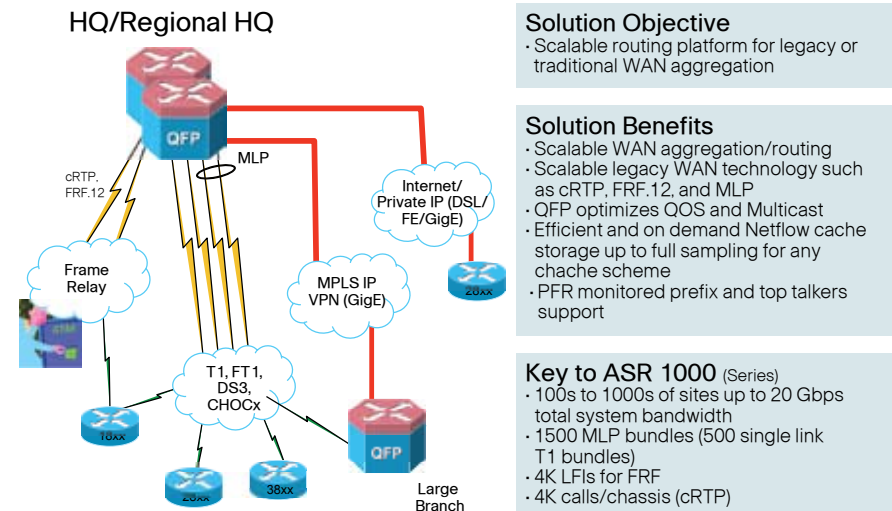 HQ/Regional HQ
QFP
MLP
cRTP,
FRF.12
Internet/
Private IP (DSL/
FE/GigE)
28xx
Frame
Relay
ATM
MPLS IP
VPN (GigE)
T1, FT1,
DS3,
CHOCx
18xx
28xx
38xx
QFP
Large
Branch
Solution Objective
· Scalable routing platform for legacy or
traditional WAN aggregation
Solution Benefits
· Scalable WAN aggregation/routing
· Scalable legacy WAN technology such
as cRTP, FRF.12, and MLP
· QFP optimizes QOS and Multicast
· Efficient and on demand Netflow cache
storage up to full sampling for any
chache scheme
· PFR monitored prefix and top talkers
support
Key to ASR 1000 (Series)
· 100s to 1000s of sites up to 20 Gbps
total system bandwidth
· 1500 MLP bundles (500 single link
T1 bundles)
· 4K LFIs for FRF
· 4K calls/chassis (cRTP)